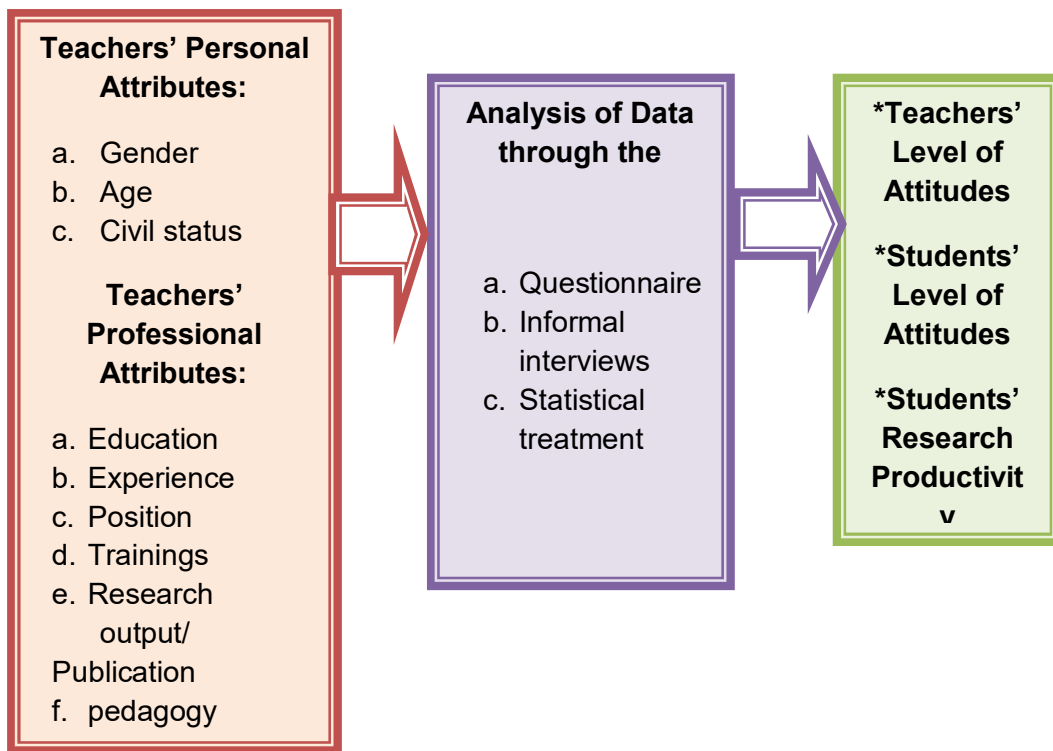 Teachers’ Personal
Attributes:
a. Gender
b. Age
c. Civil status
Teachers’
Professional
Attributes:
a. Education
b. Experience
c. Position
d. Trainings
e. Research
output/
Publication
f. pedagogy
Analysis of Data
through the
a. Questionnaire
b. Informal
interviews
c. Statistical
treatment
*Teachers’
Level of
Attitudes
*Students’
Level of
Attitudes
*Students’
Research
Productivit
y